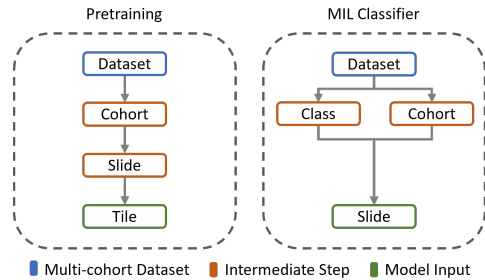 Pretraining
MIL Classifier
Dataset
Cohort
Slide
Tile
Dataset
Class
Cohort
Slide
Multi-cohort Dataset
Intermediate Step
Model Input